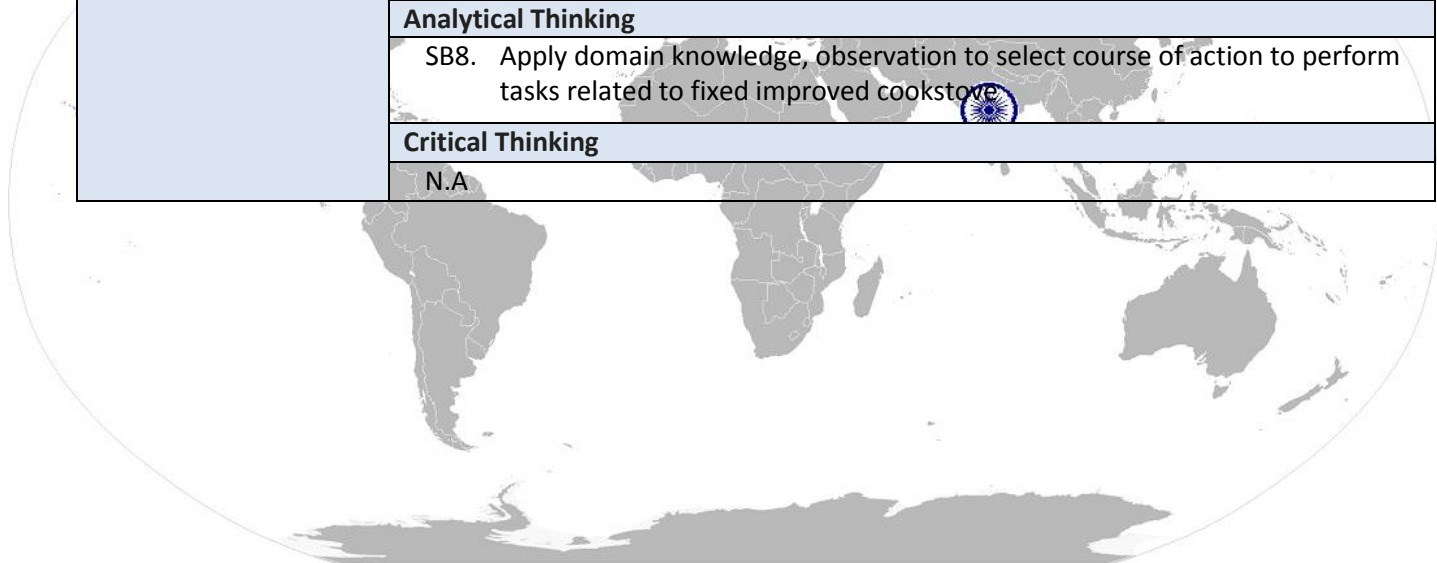 Analytical Thinking
SB8. Apply domain knowledge, observation to select course of action to perform
tasks related to fixed improved cookstove
Critical Thinking
N.A